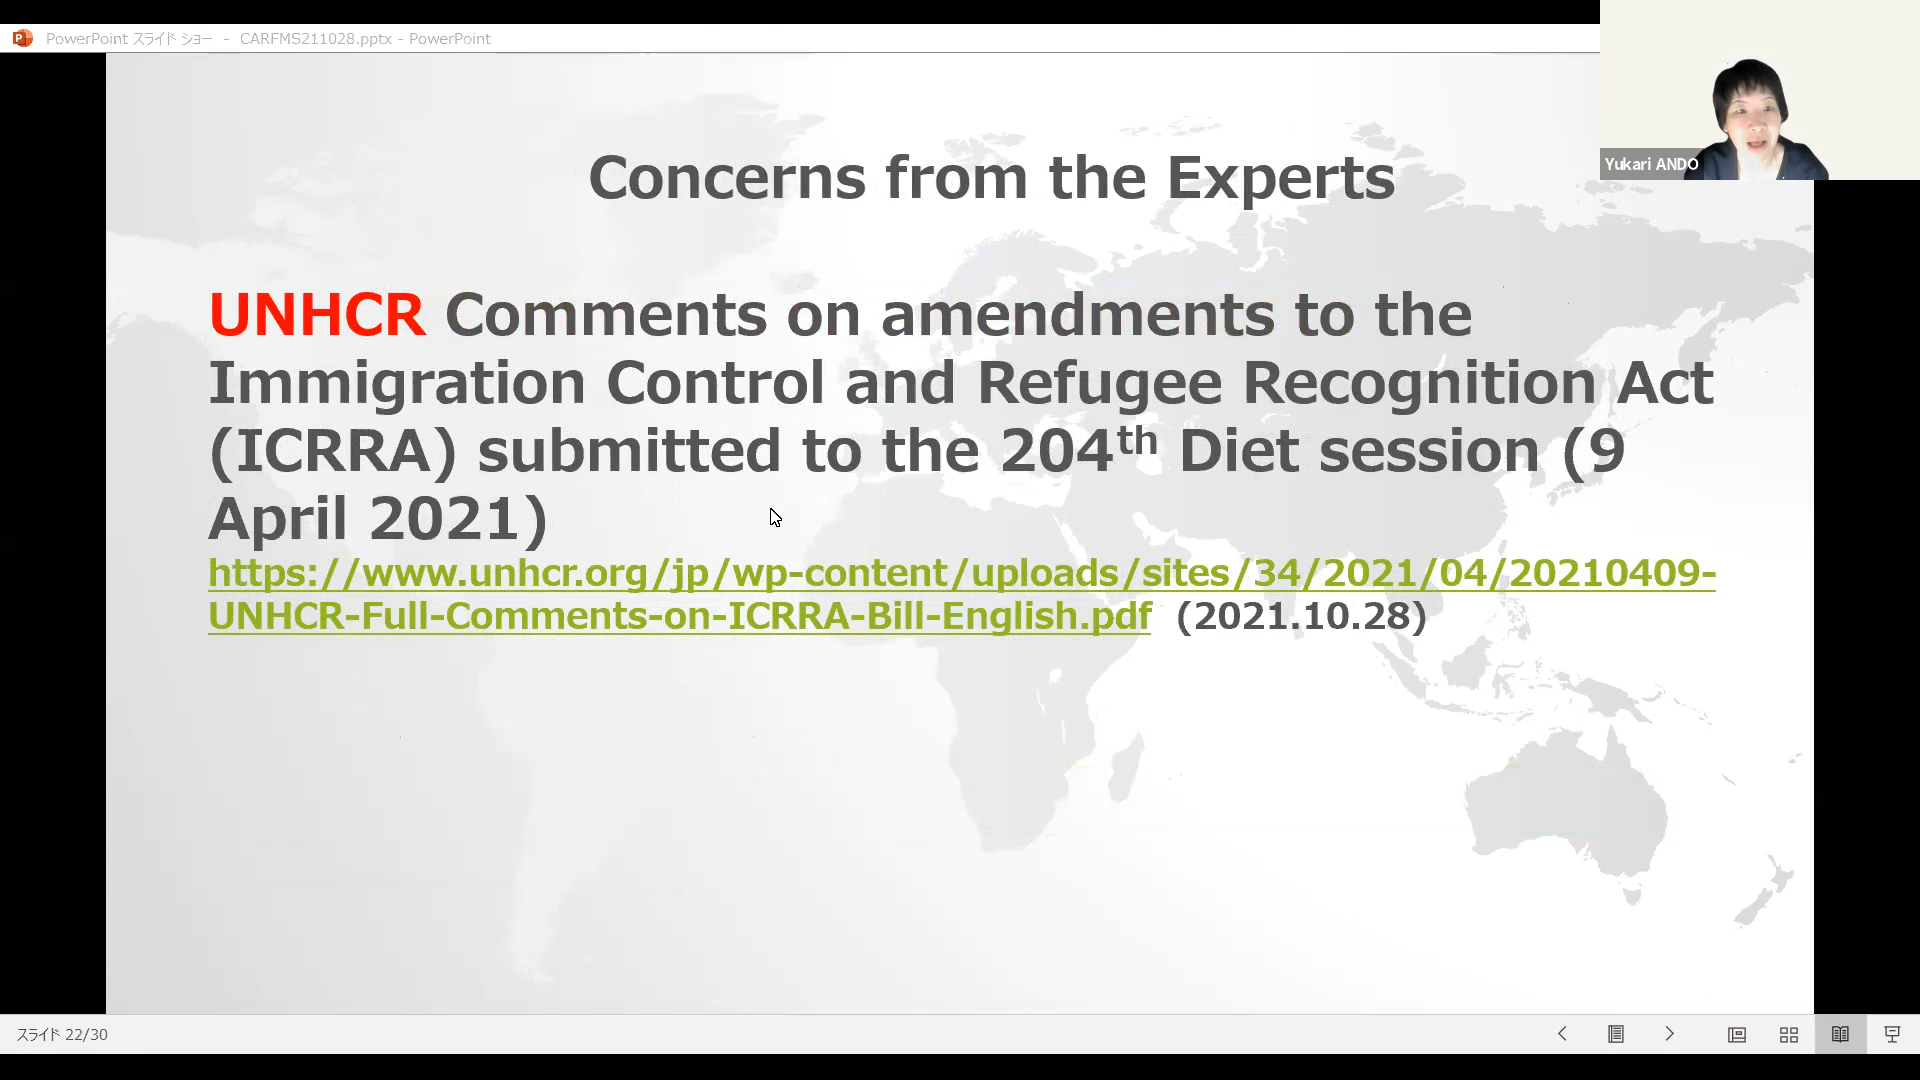 PowerPoint スライド ショー - CARFMS211028.pptx - PowerPoint
Yukari ANDO
Concerns from the Experts
UNHCR Comments on amendments to the
Immigration Control and Refugee Recognition Act
(ICRRA) submitted to the 204th Diet session (9
April 2021)
https://www.unhcr.org/jp/wp-content/uploads/sites/34/2021/04/20210409-
UNHCR-Full-Comments-on-ICRRA-Bill-English.pdf (2021.10.28)
スライド 22/30